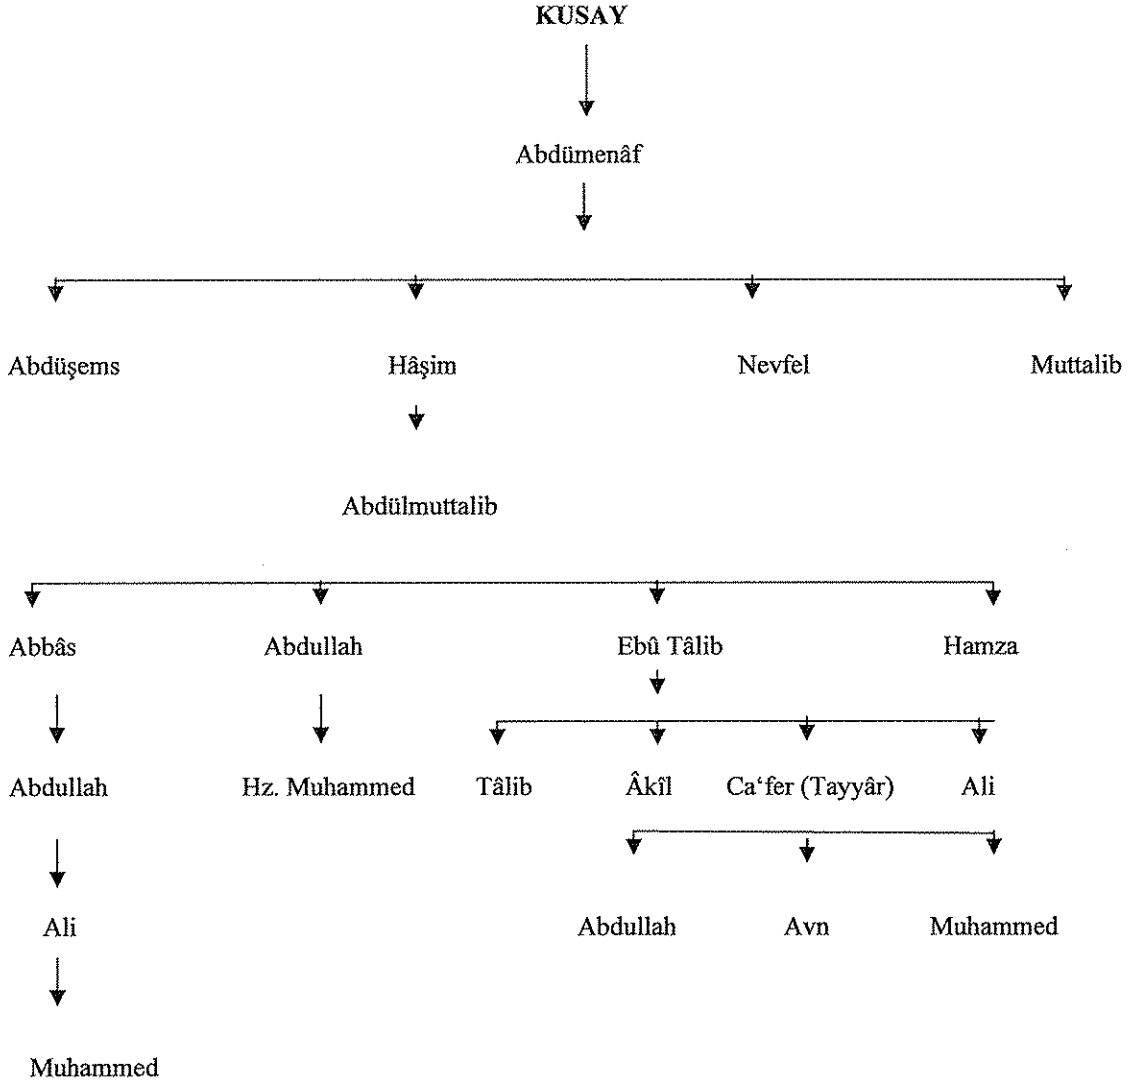 KUSAY
Abdümenâf
Abdüşems Hâşim Nevfel Muttalib
Abdülmuttalib
Abbâs Abdullah Ebû Tâlib Hamza
Abdullah Hz. Muhammed Tâlib Âkîl Ca‘fer (Tayyâr) Ali
Ali Abdullah Avn Muhammed
Muhammed